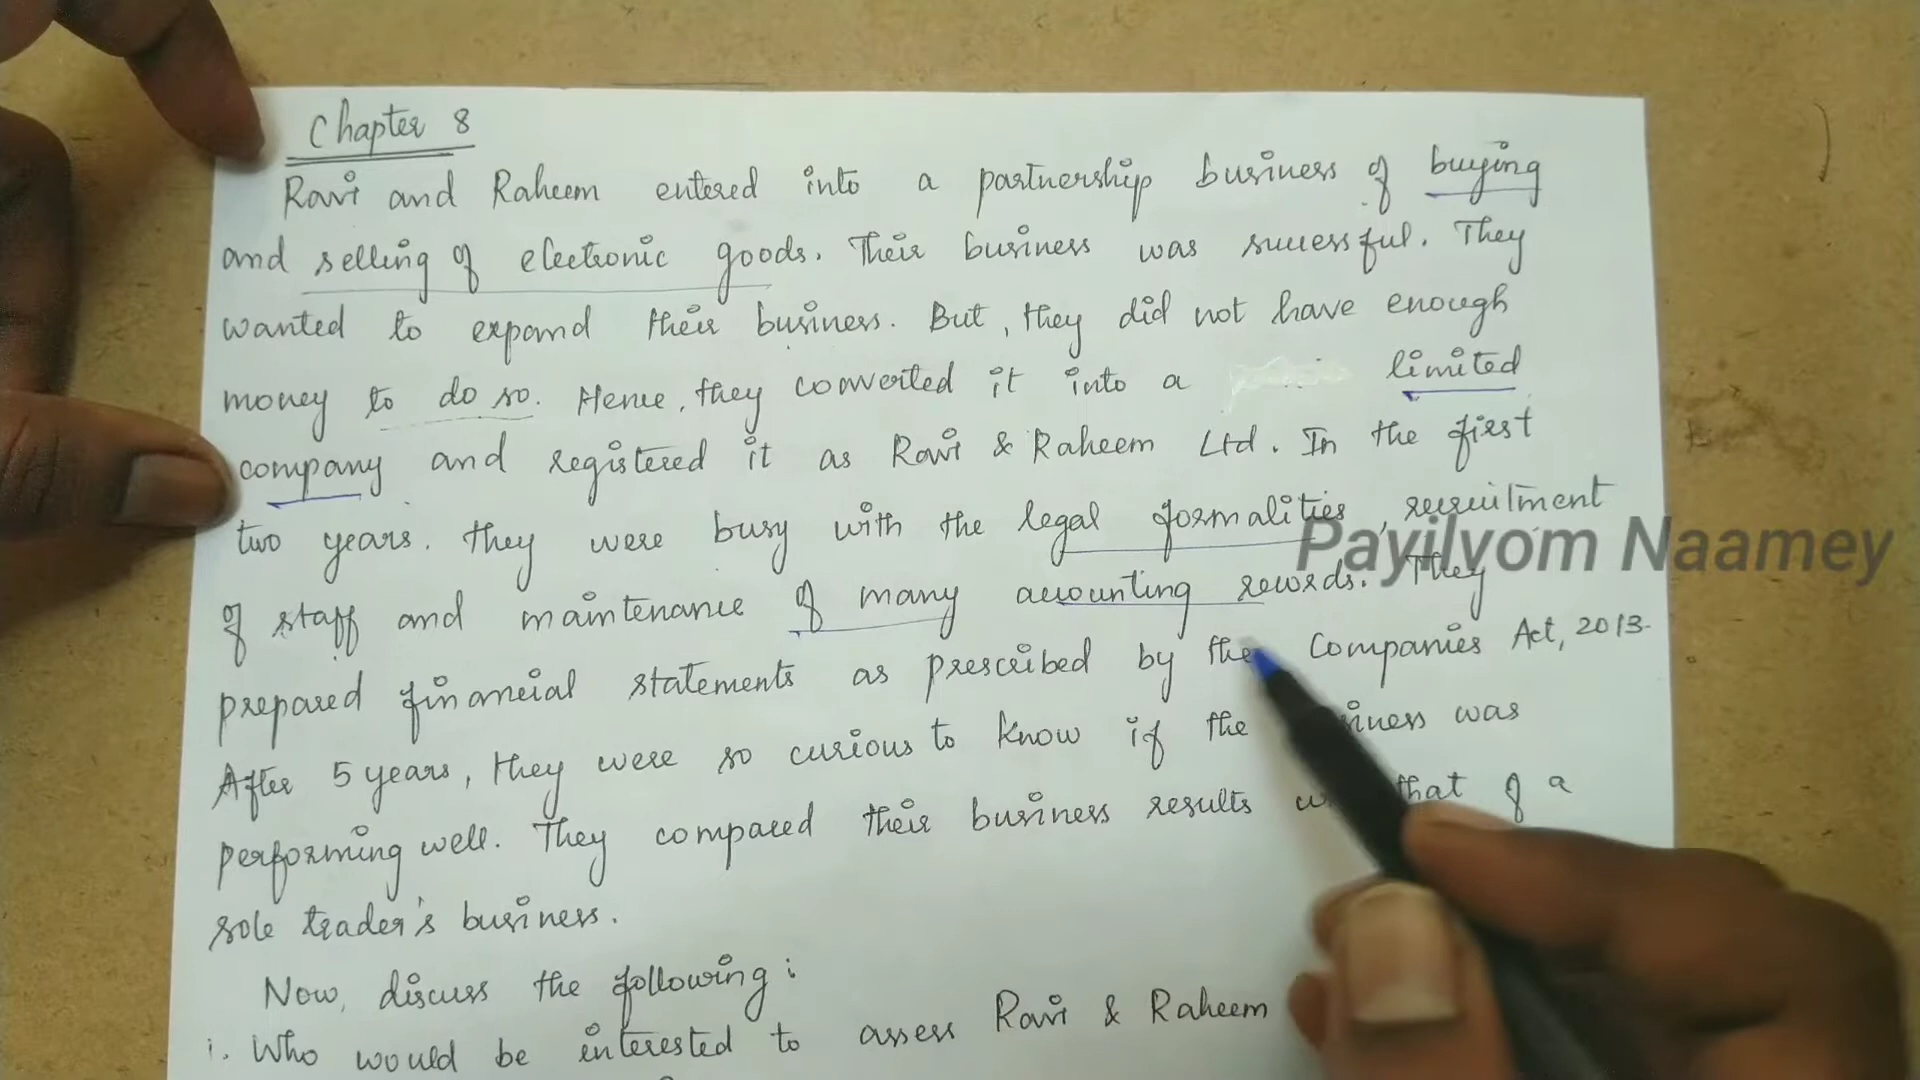 Chapter 8
Ravi and Raheem entered into a partnership business of buying
and selling of electronic goods. Their business was successful. They
wanted to expand their business. But, they did not have enough
money to do so. Hence, they converted it into a limited
company and registered it as Ravi & Raheem Ltd. In the first
two years. they were busy with the legal formalities, recruitment
Payilvom Naamey
of staff and maintenance of many accounting records. They
prepared financial statements as prescribed by the Companies Act, 2013.
After 5 years, they were so curious to know if the was
performing well. They compared their business results that of a
sole trader's business.
Now, discuss the following:
i. Who would be interested to assess Ravi & Raheem